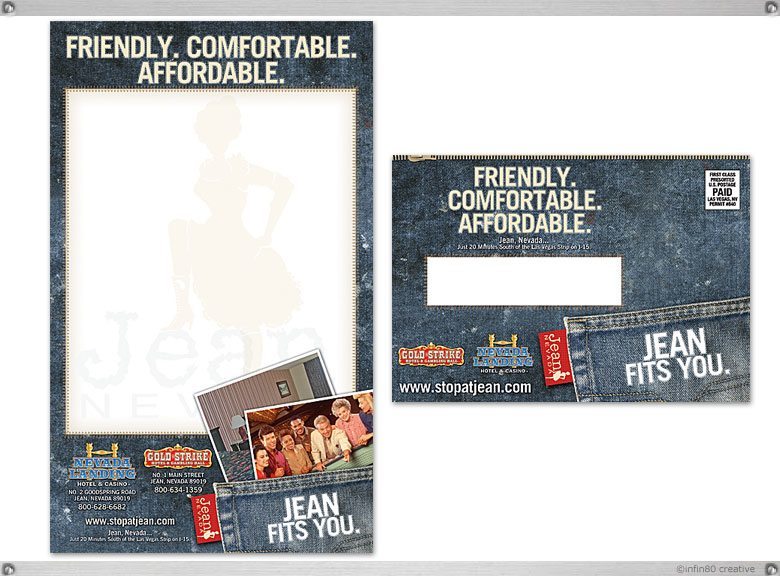 FRIENDLY. COMFORTABLE.
AFFORDABLE.
Jean
NEV
NEVADA
LANDING
HOTEL & CASINO
NO. 2 GOODSPRING ROAD
JEAN, NEVADA 89019
800-628-6682
GOLD STRIKE
HOTEL & GAMBLING HALL
NO. 1 MAIN STREET
JEAN, NEVADA 89019
800-634-1359
www.stopatjean.com
Jean, Nevada...
Just 20 Minutes South of the Las Vegas Strip on I-15.
Jean
NEVADA
JEAN
FITS YOU.
FRIENDLY.
COMFORTABLE.
AFFORDABLE.
Jean, Nevada...
Just 20 Minutes South of the Las Vegas Strip on I-15.
FIRST CLASS
PRESORTED
U.S. POSTAGE
PAID
LAS VEGAS, NV
PERMIT #640
GOLD STRIKE
HOTEL & GAMBLING HALL
NEVADA
LANDING
HOTEL & CASINO
www.stopatjean.com
Jean
NEVADA
JEAN
FITS YOU.
©infin80 creative